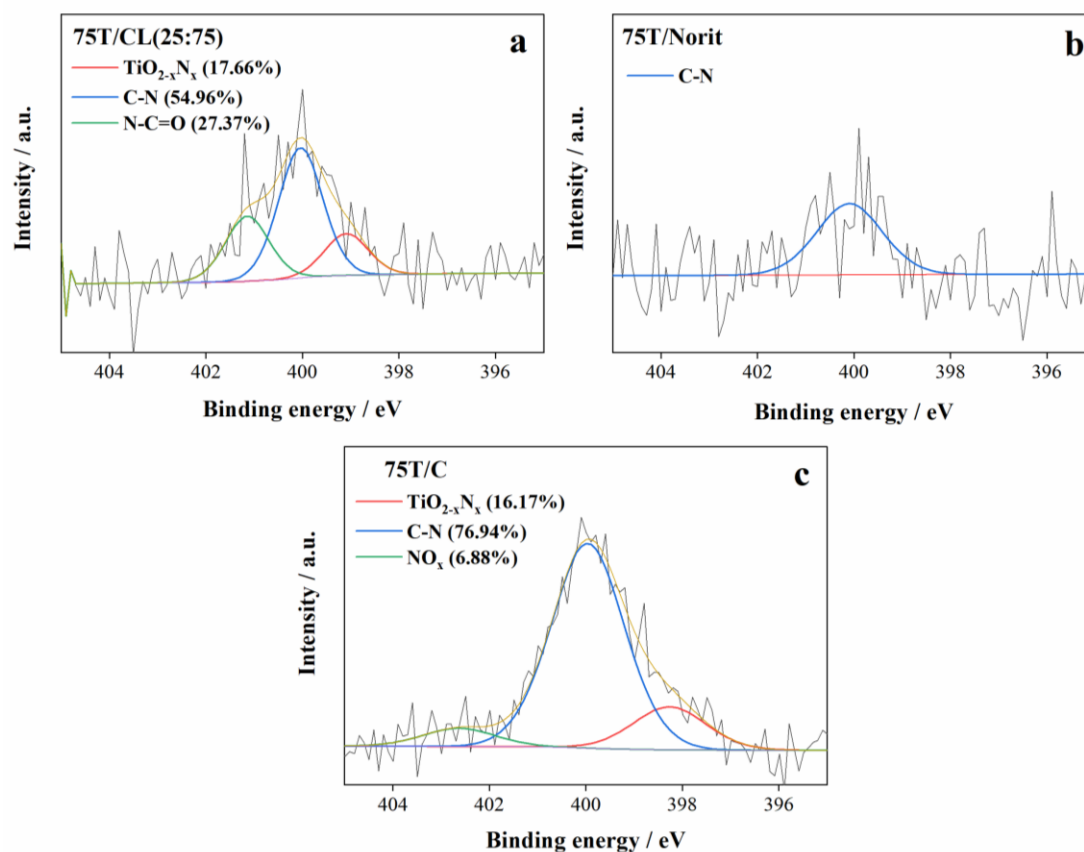 75T/CL(25:75)
a
TiO₂₋ₓNₓ (17.66%)
C-N (54.96%)
N-C=O (27.37%)
Intensity / a.u.
404 402 400 398 396
Binding energy / eV
75T/Norit
b
C-N
Intensity / a.u.
404 402 400 398 396
Binding energy / eV
75T/C
c
TiO₂₋ₓNₓ (16.17%)
C-N (76.94%)
NOₓ (6.88%)
Intensity / a.u.
404 402 400 398 396
Binding energy / eV